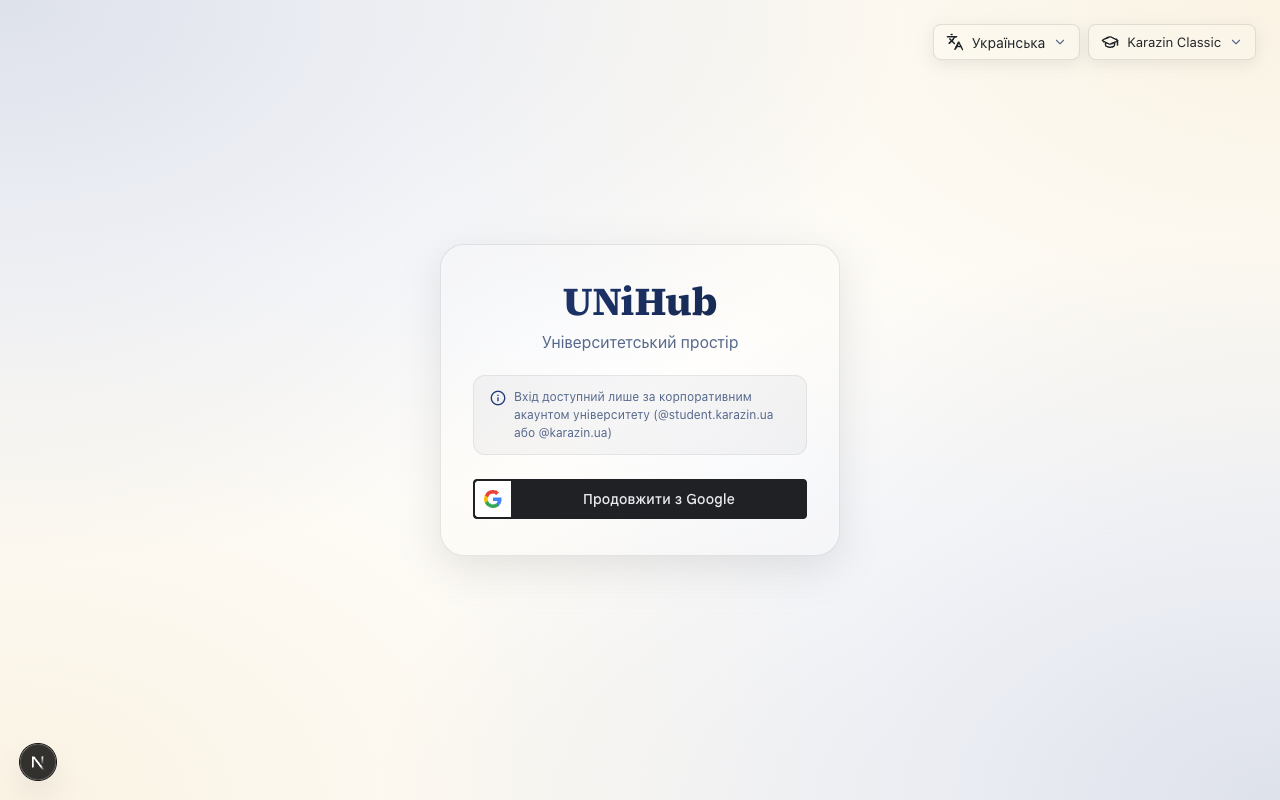 Українська
Karazin Classic
UNiHub
Університетський простір
Вхід доступний лише за корпоративним
акаунтом університету (@student.karazin.ua
або @karazin.ua)
Продовжити з Google
N